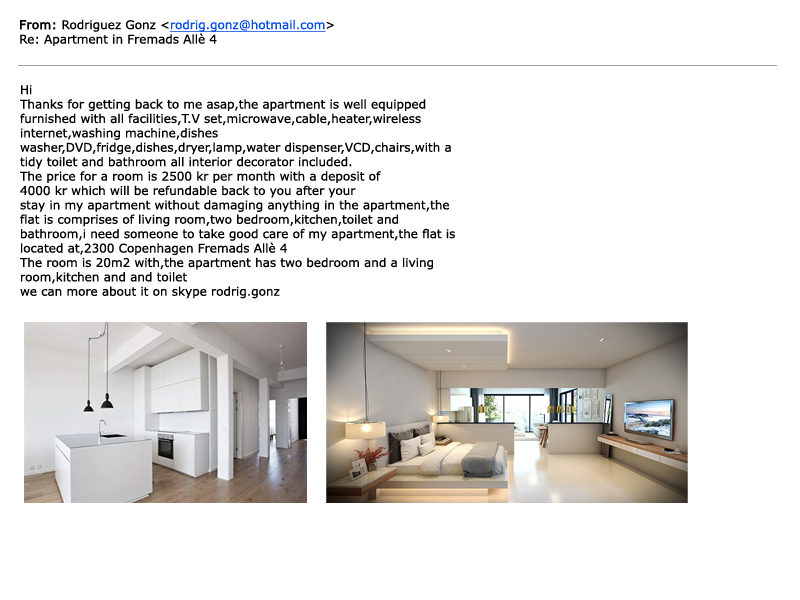 From: Rodriguez Gonz <rodrig.gonz@hotmail.com>
Re: Apartment in Fremads Allè 4
Hi
Thanks for getting back to me asap,the apartment is well equipped
furnished with all facilities,T.V set,microwave,cable,heater,wireless
internet,washing machine,dishes
washer,DVD,fridge,dishes,dryer,lamp,water dispenser,VCD,chairs,with a
tidy toilet and bathroom all interior decorator included.
The price for a room is 2500 kr per month with a deposit of
4000 kr which will be refundable back to you after your
stay in my apartment without damaging anything in the apartment,the
flat is comprises of living room,two bedroom,kitchen,toilet and
bathroom,i need someone to take good care of my apartment,the flat is
located at,2300 Copenhagen Fremads Allè 4
The room is 20m2 with,the apartment has two bedroom and a living
room,kitchen and and toilet
we can more about it on skype rodrig.gonz